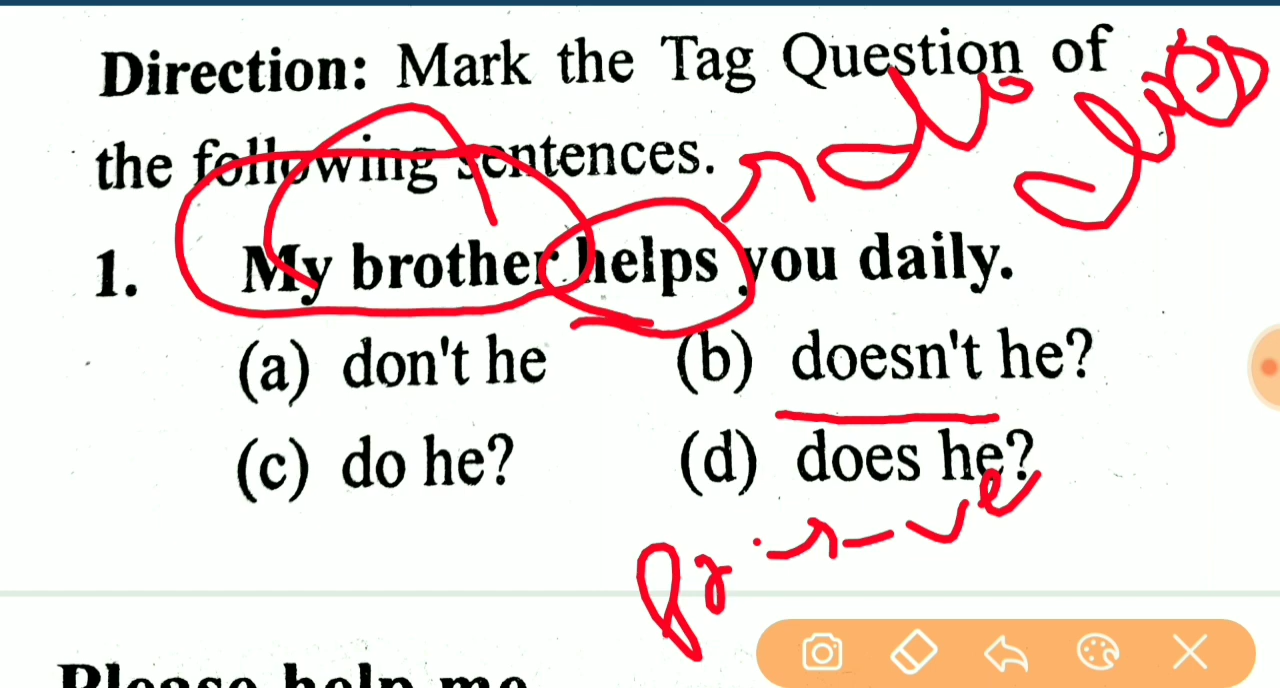 Direction: Mark the Tag Question of
the following sentences.
1. My brother helps you daily.
(a) don't he (b) doesn't he?
(c) do he? (d) does he?
Please help me